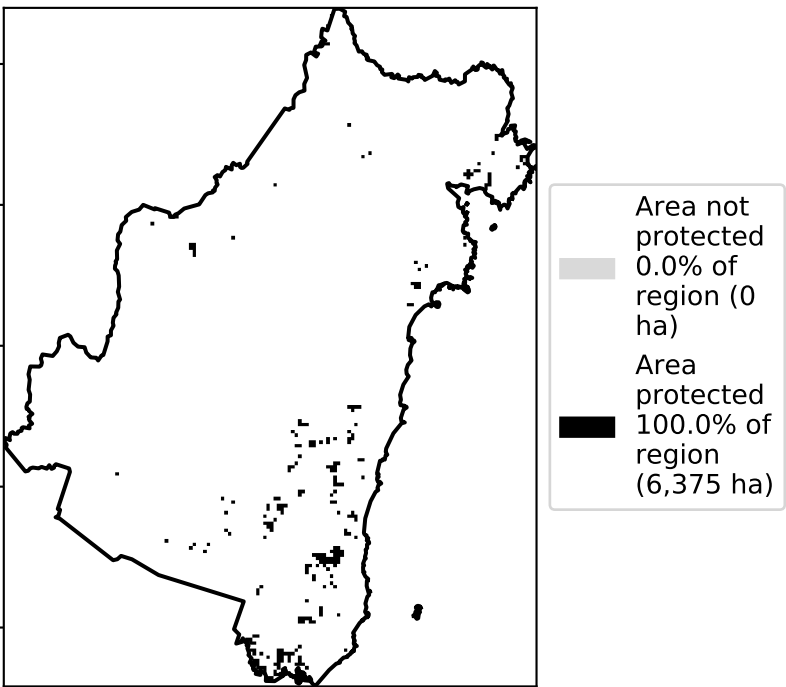 Area not
protected
0.0% of
region (0
ha)
Area
protected
100.0% of
region
(6,375 ha)